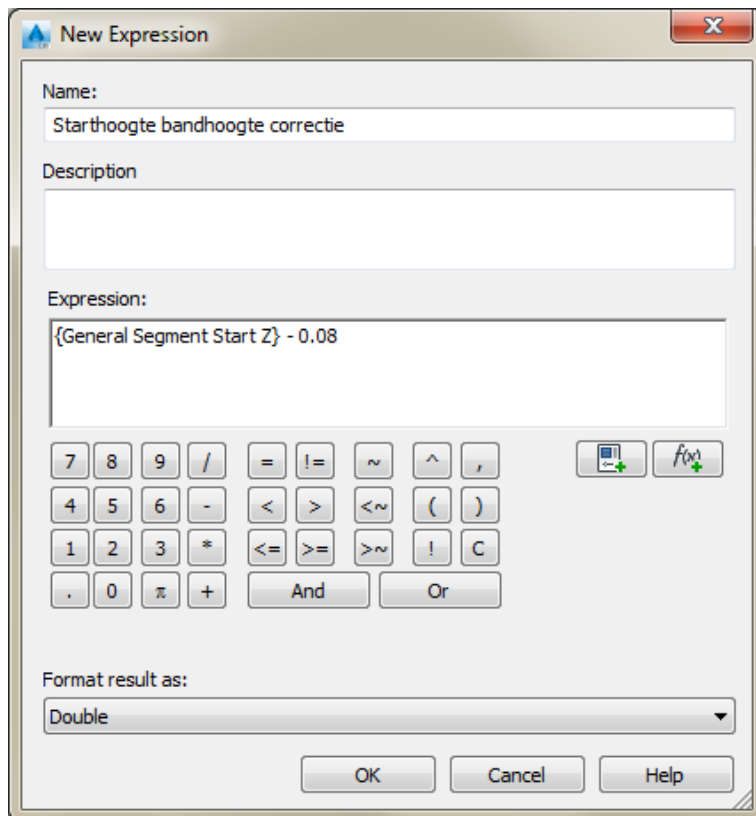 New Expression
Name:
Starthoogte bandhoogte correctie
Description
Expression:
{General Segment Start Z} - 0.08
7 8 9 / = != ~ ^ , f(x)
4 5 6 - < > <~ ( )
1 2 3 * <= >= >~ ! C
. 0 π + And Or
Format result as:
Double
OK Cancel Help